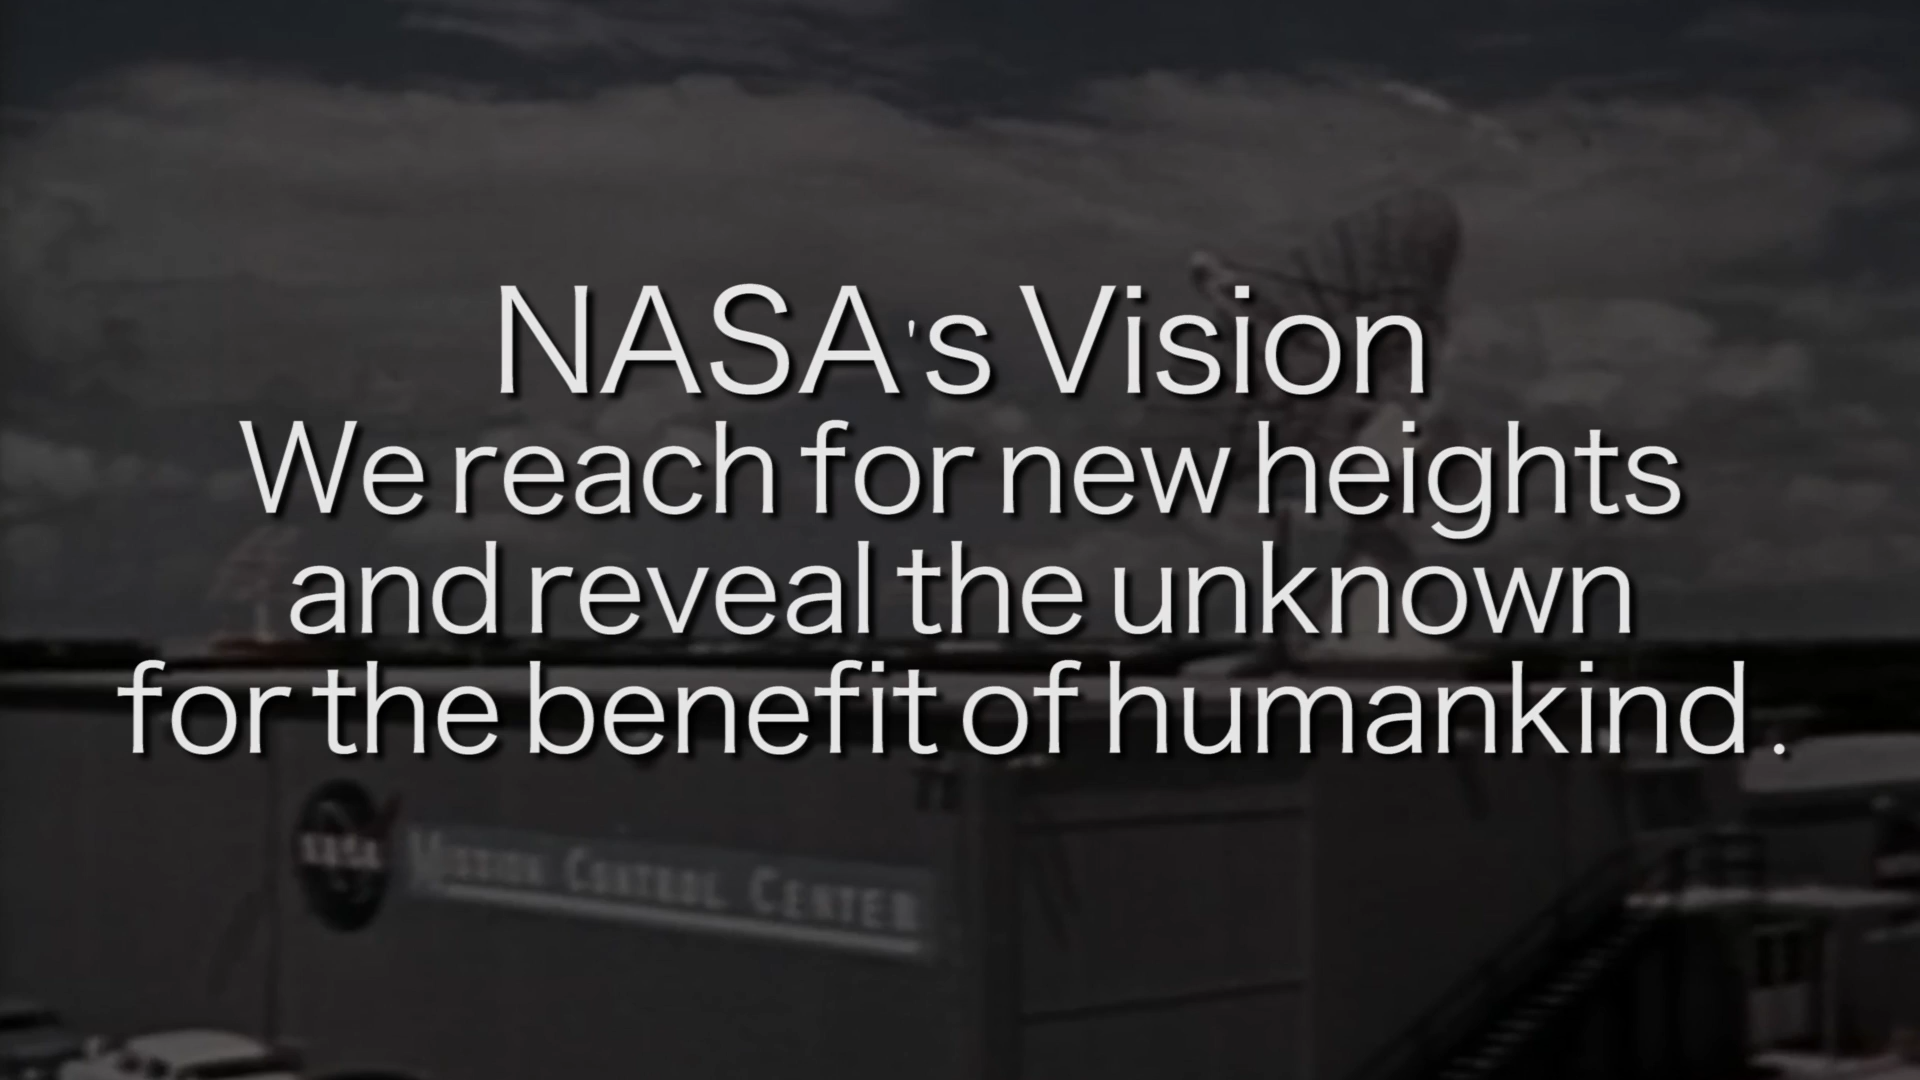 NASA's Vision
We reach for new heights
and reveal the unknown
for the benefit of humankind.
NASA Mission Control Center